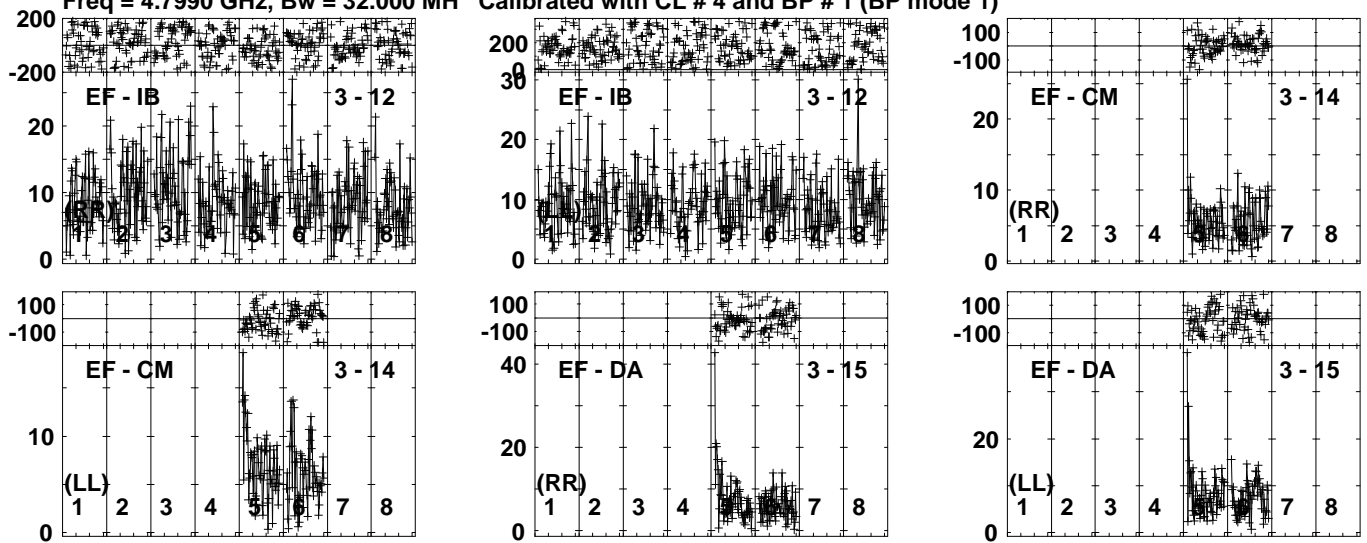 Freq = 4.7990 GHz, Bw = 32.000 MH Calibrated with CL # 4 and BP # 1 (BP mode 1)
200
-200
EF - IB 3 - 12
20
10
0
(RR)
1 2 3 4 5 6 7 8
200
0
30
EF - IB 3 - 12
20
10
0
(LL)
1 2 3 4 5 6 7 8
100
-100
EF - CM 3 - 14
20
10
0
(RR)
1 2 3 4 5 6 7 8
100
-100
EF - CM 3 - 14
10
0
(LL)
1 2 3 4 5 6 7 8
100
-100
40
EF - DA 3 - 15
20
0
(RR)
1 2 3 4 5 6 7 8
100
-100
EF - DA 3 - 15
20
0
(LL)
1 2 3 4 5 6 7 8